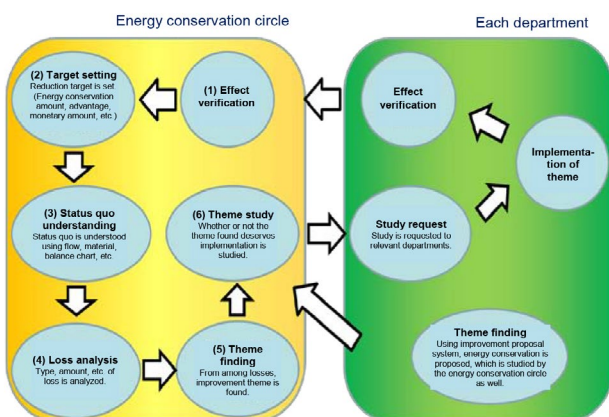 Energy conservation circle
Each department
(2) Target setting
Reduction target is set
(Energy conservation
amount, advantage,
monetary amount, etc.)
(1) Effect
verification
Effect
verification
Implementa-
tion of
theme
(3) Status quo
understanding
Status quo is understood
using flow, material,
balance chart, etc.
(6) Theme study
Whether or not the
theme found deserves
implementation is
studied.
Study request
Study is requested to
relevant departments.
(4) Loss analysis
Type, amount, etc. of
loss is analyzed.
(5) Theme
finding
From among losses,
improvement theme is
found.
Theme finding
Using improvement proposal
system, energy conservation is
proposed, which is studied by
the energy conservation circle
as well.